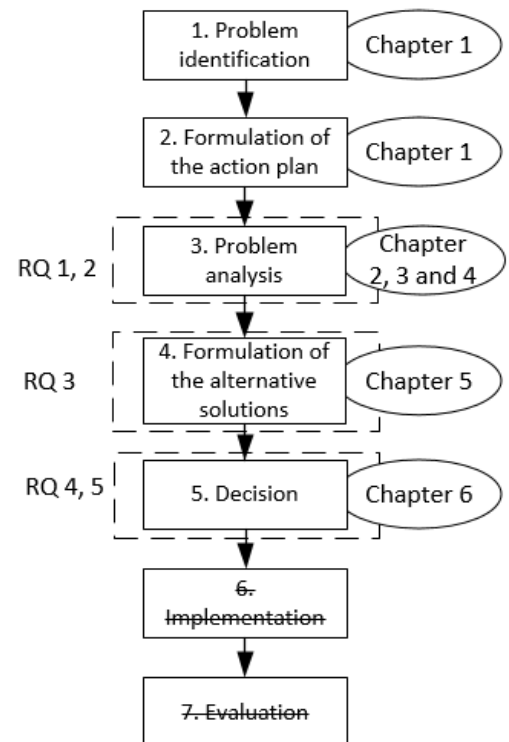 1. Problem
identification
Chapter 1
2. Formulation of
the action plan
Chapter 1
RQ 1, 2
3. Problem
analysis
Chapter
2, 3 and 4
RQ 3
4. Formulation of
the alternative
solutions
Chapter 5
RQ 4, 5
5. Decision
Chapter 6
6.
Implementation
7. Evaluation